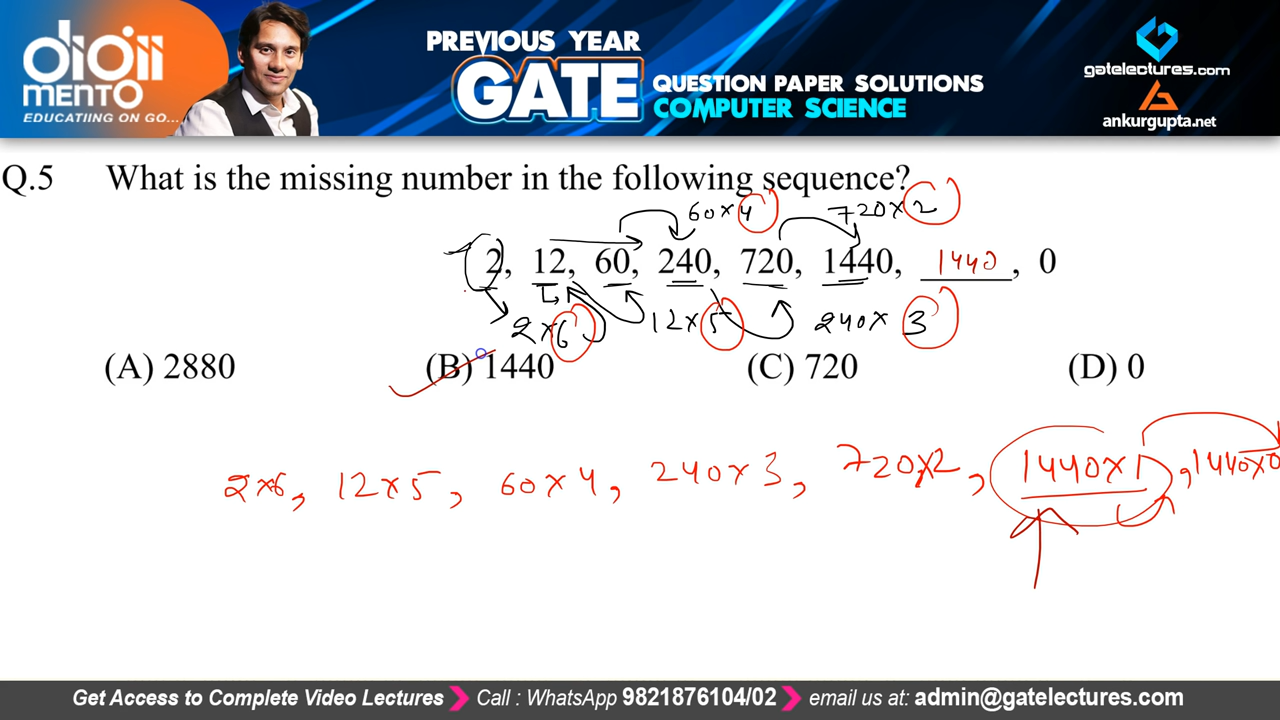 digii
mento
EDUCATIING ON GO...
PREVIOUS YEAR
GATE
QUESTION PAPER SOLUTIONS
COMPUTER SCIENCE
gatelectures.com
ankurgupta.net
Q.5 What is the missing number in the following sequence?
60×4 720×2
2, 12, 60, 240, 720, 1440, 1440, 0
2×6 12×5 240× 3
(A) 2880 (B) 1440 (C) 720 (D) 0
2×6, 12×5, 60×4, 240×3, 720×2, 1440×1, 1440×0
Get Access to Complete Video Lectures Call : WhatsApp 9821876104/02 email us at: admin@gatelectures.com